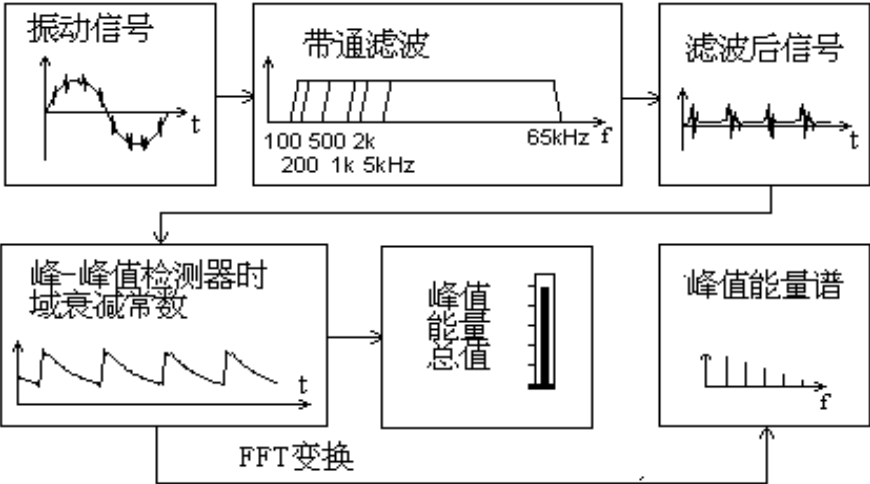 振动信号
t
带通滤波
100 500 2k
65kHz f
200 1k 5kHz
滤波后信号
t
峰-峰值检测器时
域衰减常数
t
峰值
能量
总值
峰值能量谱
f
FFT变换